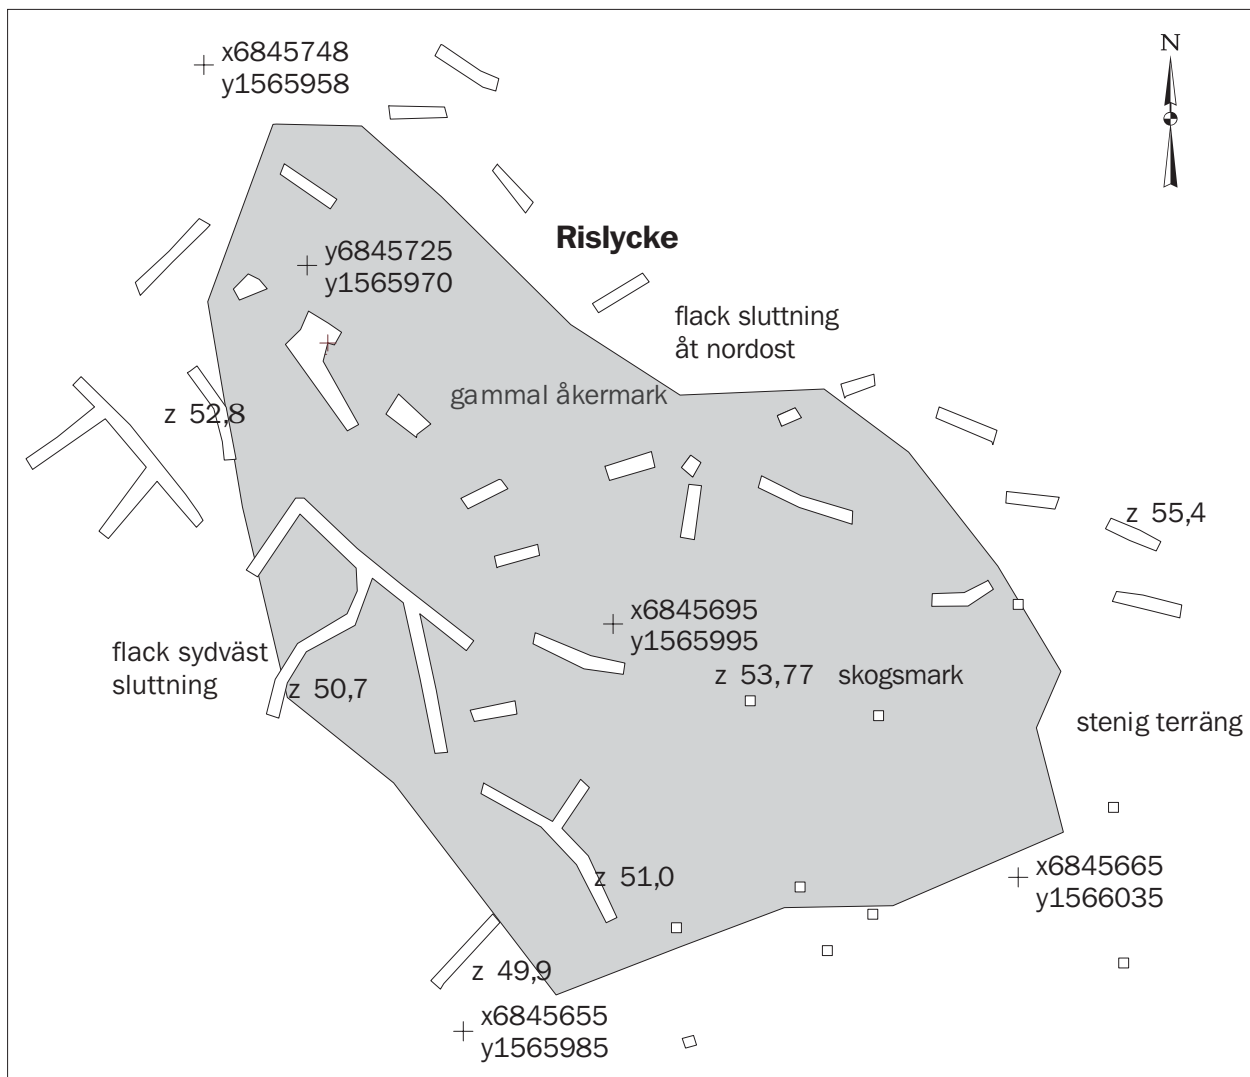 x6845748
y1565958
N
Rislycke
y6845725
y1565970
flack sluttning
åt nordost
gammal åkermark
z 52,8
z 55,4
x6845695
y1565995
flack sydväst
sluttning
z 50,7
z 53,77
skogsmark
stenig terräng
x6845665
y1566035
z 51,0
z 49,9
x6845655
y1565985